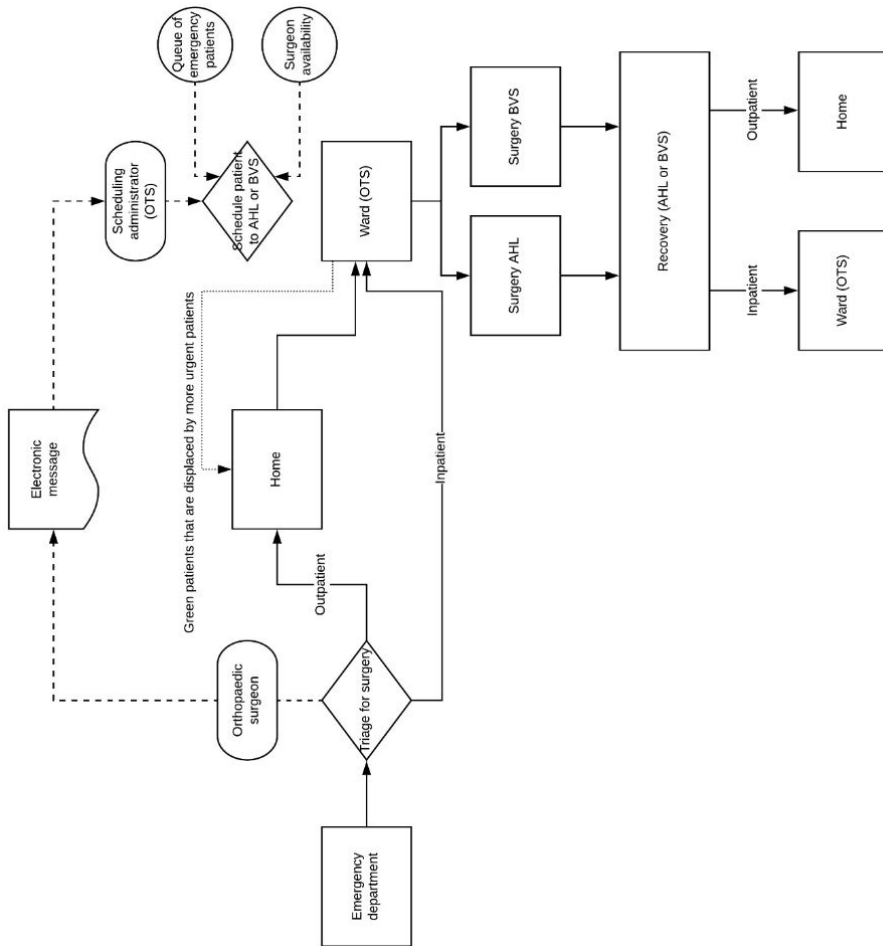 Emergency
department
Triage for surgery
Orthopaedic
surgeon
Electronic
message
Scheduling
administrator
(OTS)
Schedule patient
to AHL or BVS
Queue of
emergency
patients
Surgeon
availability
Outpatient
Home
Green patients that are displaced by more urgent patients
Inpatient
Ward (OTS)
Surgery AHL
Surgery BVS
Recovery (AHL or BVS)
Inpatient
Outpatient
Ward (OTS)
Home